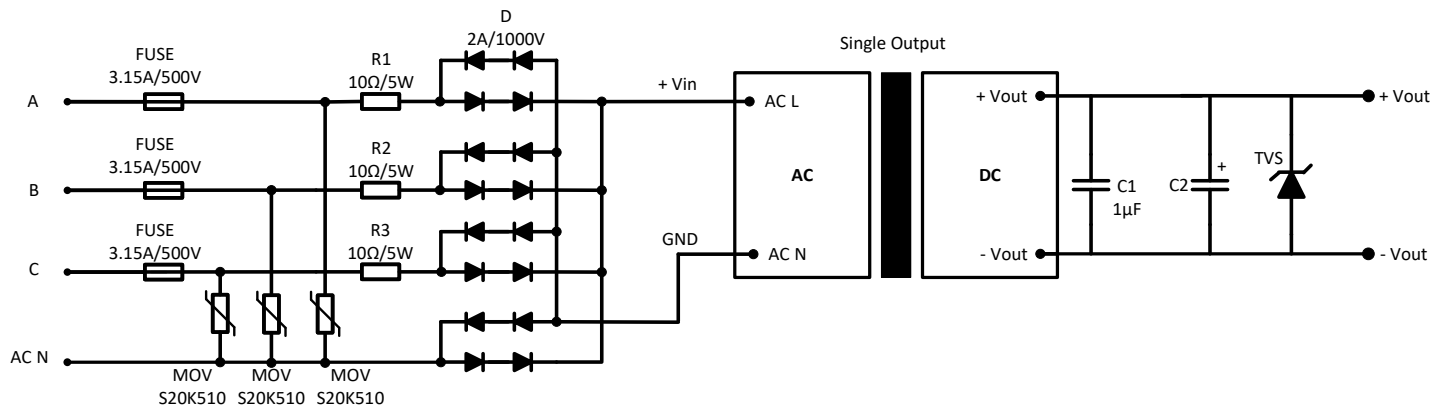 D
2A/1000V
FUSE
3.15A/500V
R1
10Ω/5W
Single Output
A
+ Vin
AC L
+ Vout
+ Vout
FUSE
3.15A/500V
R2
10Ω/5W
B
AC
DC
C1
1µF
C2
+
TVS
FUSE
3.15A/500V
R3
10Ω/5W
C
GND
AC N
- Vout
- Vout
AC N
MOV
S20K510
MOV
S20K510
MOV
S20K510